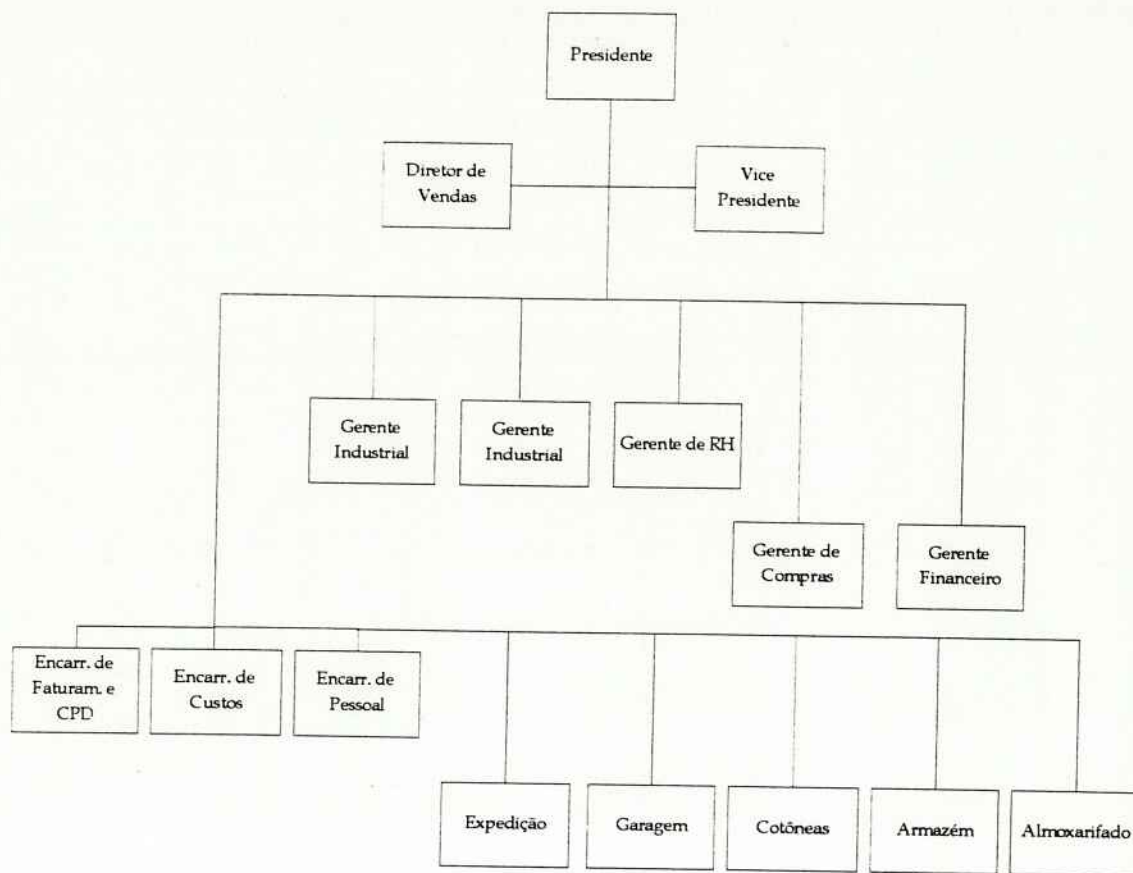 Presidente
Diretor de
Vendas
Vice
Presidente
Gerente
Industrial
Gerente
Industrial
Gerente de RH
Gerente de
Compras
Gerente
Financeiro
Encarr. de
Faturam. e
CPD
Encarr. de
Custos
Encarr. de
Pessoal
Expedição
Garagem
Cotôneas
Armazém
Almoxarifado